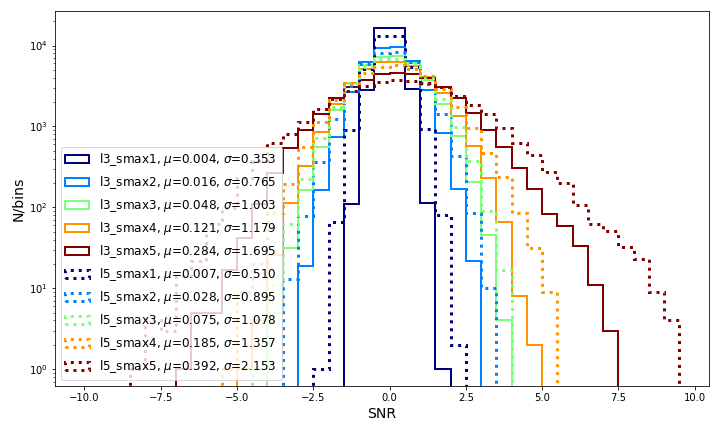 10⁴
10³
10²
10¹
10⁰
N/bins
l3_smax1, μ=0.004, σ=0.353
l3_smax2, μ=0.016, σ=0.765
l3_smax3, μ=0.048, σ=1.003
l3_smax4, μ=0.121, σ=1.179
l3_smax5, μ=0.284, σ=1.695
l5_smax1, μ=0.007, σ=0.510
l5_smax2, μ=0.028, σ=0.895
l5_smax3, μ=0.075, σ=1.078
l5_smax4, μ=0.185, σ=1.357
l5_smax5, μ=0.392, σ=2.153
−10.0 −7.5 −5.0 −2.5 0.0 2.5 5.0 7.5 10.0
SNR